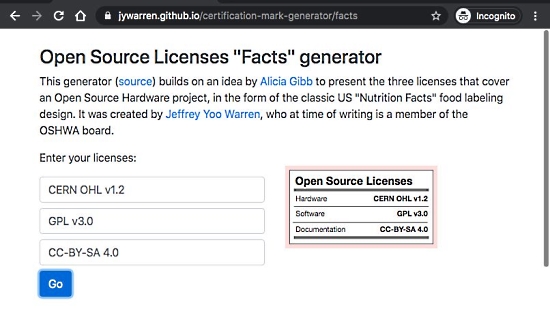 jywarren.github.io/certification-mark-generator/facts
Incognito
Open Source Licenses "Facts" generator
This generator (source) builds on an idea by Alicia Gibb to present the three licenses that cover
an Open Source Hardware project, in the form of the classic US "Nutrition Facts" food labeling
design. It was created by Jeffrey Yoo Warren, who at time of writing is a member of the
OSHWA board.
Enter your licenses:
CERN OHL v1.2
GPL v3.0
CC-BY-SA 4.0
Go
Open Source Licenses
Hardware CERN OHL v1.2
Software GPL v3.0
Documentation CC-BY-SA 4.0